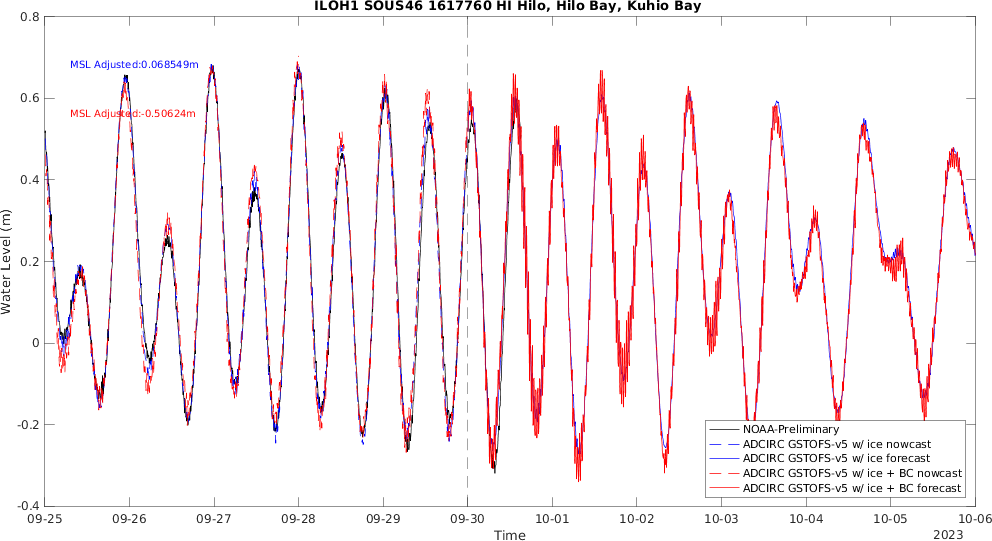 ILOH1 SOUS46 1617760 HI Hilo, Hilo Bay, Kuhio Bay
0.8
0.6
0.4
0.2
0
-0.2
-0.4
Water Level (m)
MSL Adjusted:0.068549m
MSL Adjusted:-0.50624m
NOAA-Preliminary
ADCIRC GSTOFS-v5 w/ ice nowcast
ADCIRC GSTOFS-v5 w/ ice forecast
ADCIRC GSTOFS-v5 w/ ice + BC nowcast
ADCIRC GSTOFS-v5 w/ ice + BC forecast
09-25 09-26 09-27 09-28 09-29 09-30 10-01 10-02 10-03 10-04 10-05 10-06
Time
2023